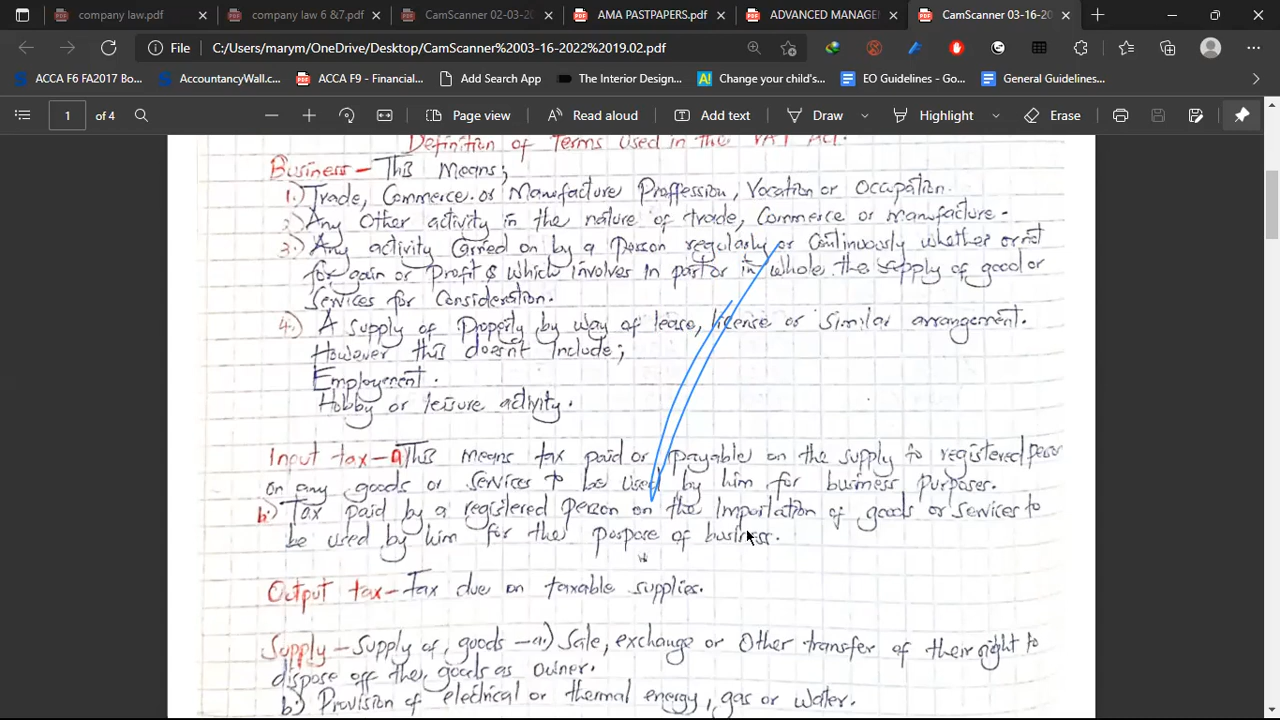 company law.pdf
company law 6 &7.pdf
CamScanner 02-03-20
AMA PASTPAPERS.pdf
ADVANCED MANAGEM
CamScanner 03-16-20
File C:/Users/marym/OneDrive/Desktop/CamScanner%2003-16-2022%2019.02.pdf
ACCA F6 FA2017 Bo...
AccountancyWall.c...
ACCA F9 - Financial...
Add Search App
The Interior Design...
Change your child's...
EO Guidelines - Go...
General Guidelines...
1 of 4
Page view
Read aloud
Add text
Draw
Highlight
Erase
Definition of Terms Used in the VAT Act.
Business - This Means;
1.) Trade, Commerce or Manufacture Proffession, Vocation or Occupation.
2.) Any Other activity in the nature of trade, Commerce or manufacture.
3.) Any activity Carried on by a Person regularly or Continuously whether or not
for gain or Profit & which involves in part or in whole the supply of good or
Services for Consideration.
4.) A supply of Property by way of lease, license or similar arrangement.
However this doesn't Include;
Employement.
Hobby or leisure activity.
Input tax - a) This means tax paid or payable on the supply to registered person
on any goods or services to be used by him for business purposes.
b.) Tax paid by a registered Person on the Importation of goods or services to
be used by him for the purpose of business.
Output tax - Tax due on taxable supplies.
Supply - Supply of, goods - a.) Sale, exchange or Other transfer of their right to
dispose off the goods as owner.
b.) Provision of electrical or thermal energy, gas or water.